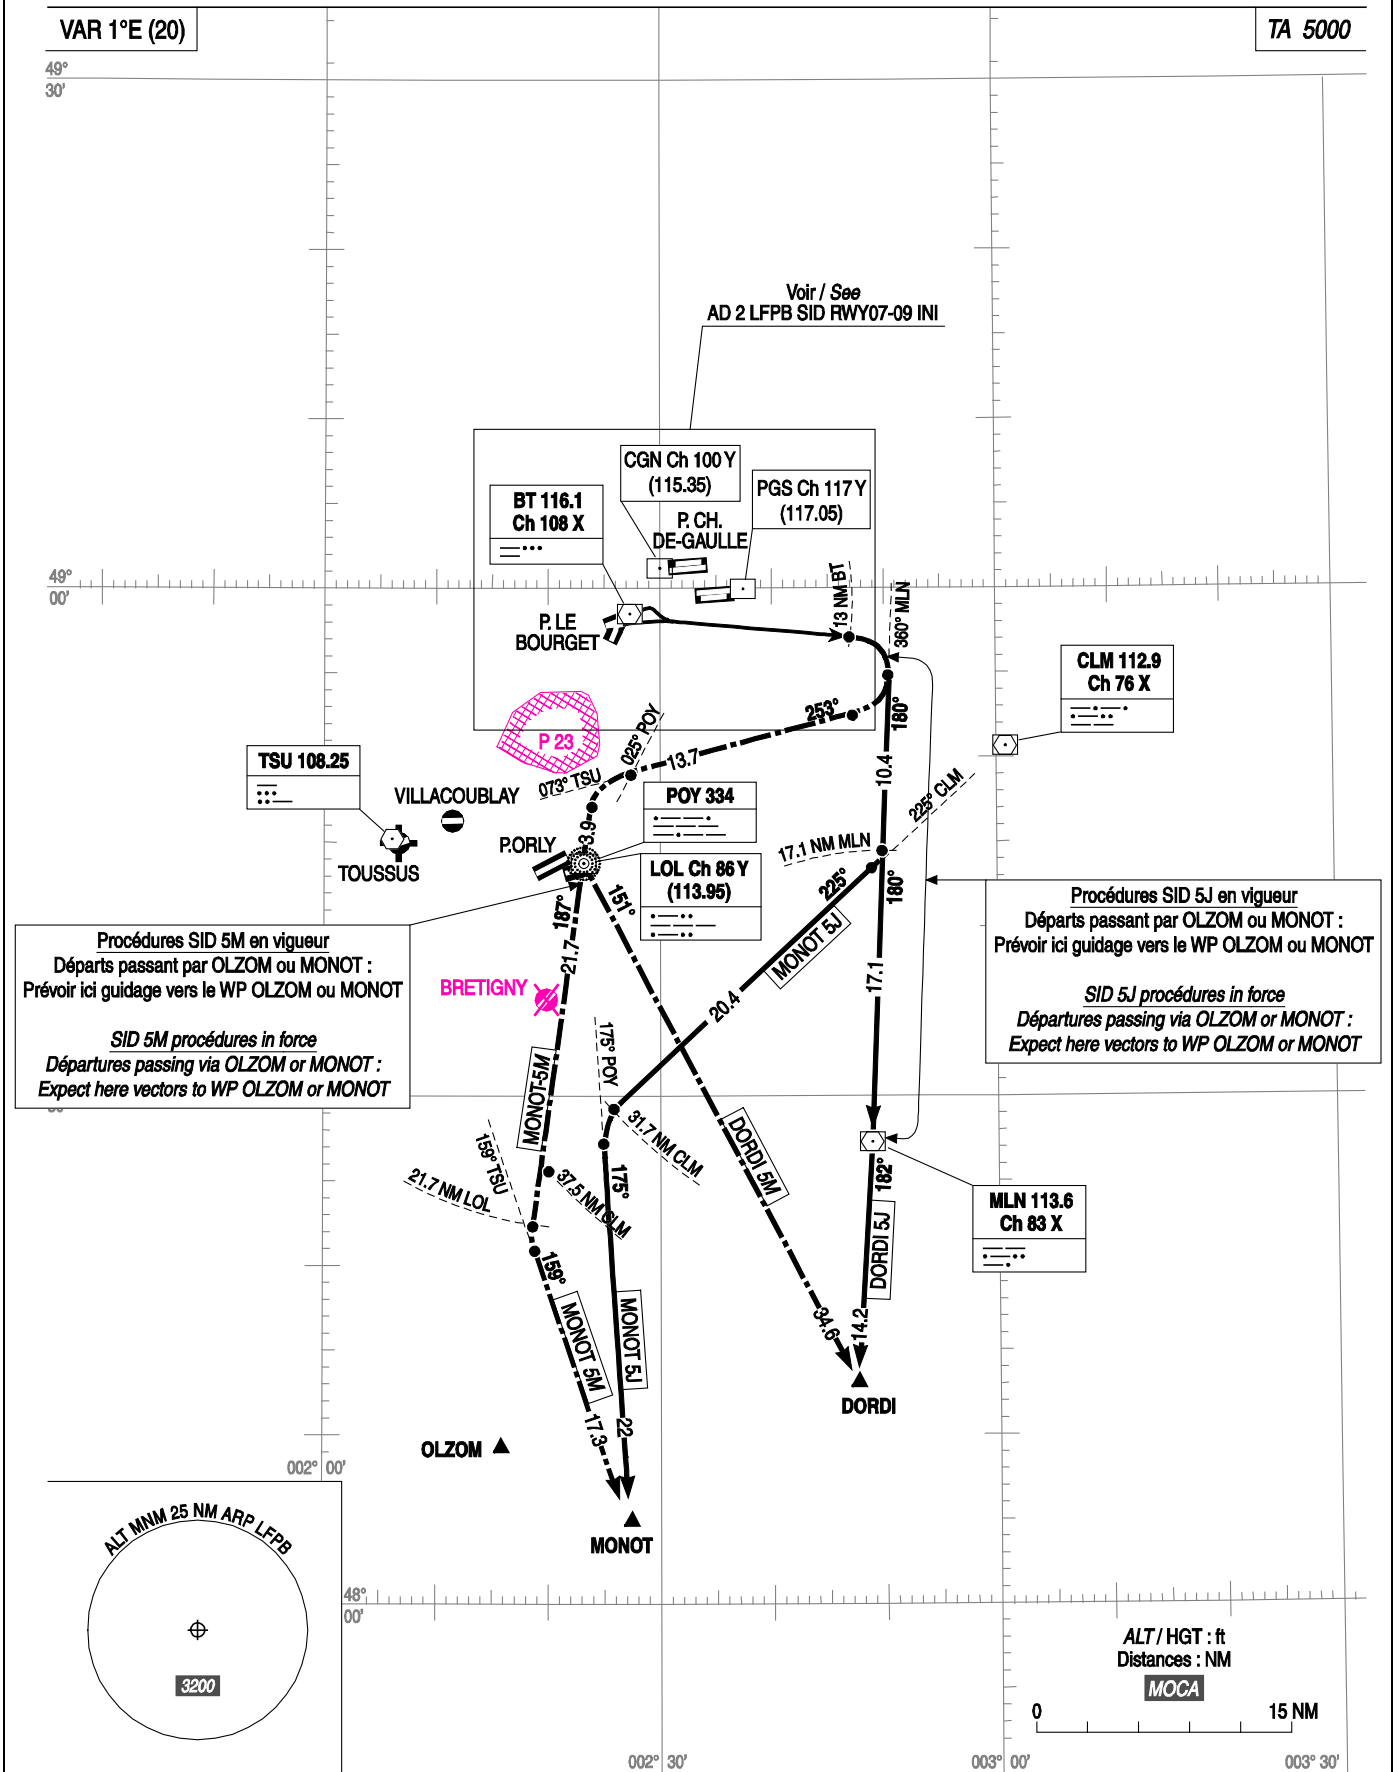 VAR 1°E (20)
TA 5000
49°
30'
Voir / See
AD 2 LFPB SID RWY07-09 INI
CGN Ch 100 Y
(115.35)
PGS Ch 117 Y
(117.05)
BT 116.1
Ch 108 X
P. CH.
DE-GAULLE
49°
00'
13 NM BT
360° MLN
P. LE
BOURGET
CLM 112.9
Ch 76 X
P 23
253°
180°
025° POY
13.7
073° TSU
TSU 108.25
VILLACOUBLAY
POY 334
10.4
225° CLM
3.9
P.ORLY
17.1 NM MLN
TOUSSUS
LOL Ch 86 Y
(113.95)
225°
180°
187°
151°
Procédures SID 5J en vigueur
Départs passant par OLZOM ou MONOT :
Prévoir ici guidage vers le WP OLZOM ou MONOT
SID 5J procédures in force
Départures passing via OLZOM or MONOT :
Expect here vectors to WP OLZOM or MONOT
Procédures SID 5M en vigueur
Départs passant par OLZOM ou MONOT :
Prévoir ici guidage vers le WP OLZOM ou MONOT
SID 5M procédures in force
Départures passing via OLZOM or MONOT :
Expect here vectors to WP OLZOM or MONOT
21.7
MONOT 5J
17.1
BRETIGNY
20.4
175° POY
MONOT-5M
31.7 NM CLM
DORDI 5M
159° TSU
21.7 NM LOL
37.5 NM CLM
175°
182°
MLN 113.6
Ch 83 X
DORDI 5J
159°
MONOT 5M
MONOT 5J
34.6
14.2
DORDI
17.3
22
OLZOM
002° 00'
MONOT
ALT MNM 25 NM ARP LFPB
3200
48°
00'
ALT / HGT : ft
Distances : NM
MOCA
0
15 NM
002° 30'
003° 00'
003° 30'